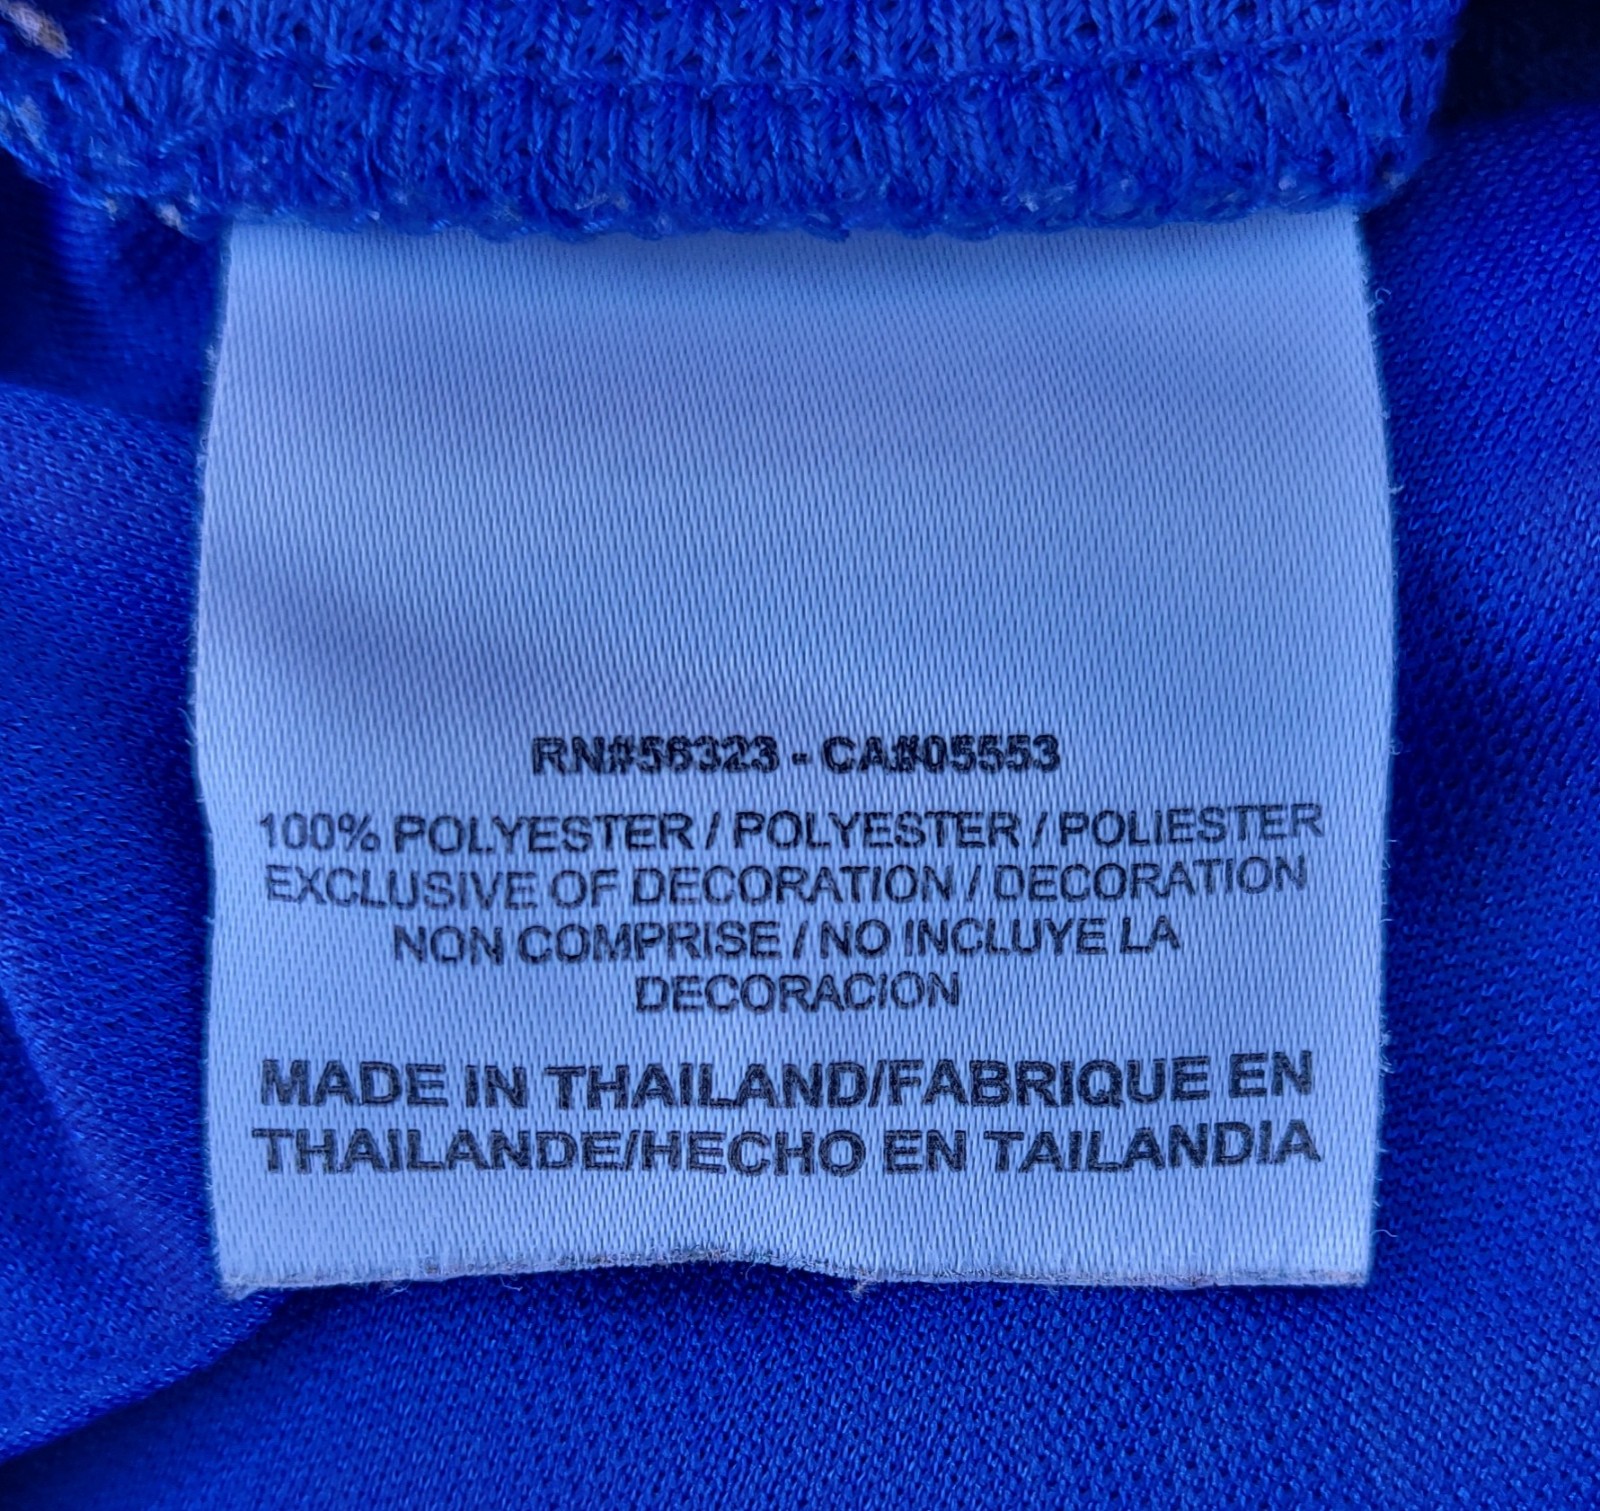 RN#56323 - CA#05553
100% POLYESTER / POLYESTER / POLIESTER
EXCLUSIVE OF DECORATION / DECORATION
NON COMPRISE / NO INCLUYE LA
DECORACION
MADE IN THAILAND/FABRIQUE EN
THAILANDE/HECHO EN TAILANDIA